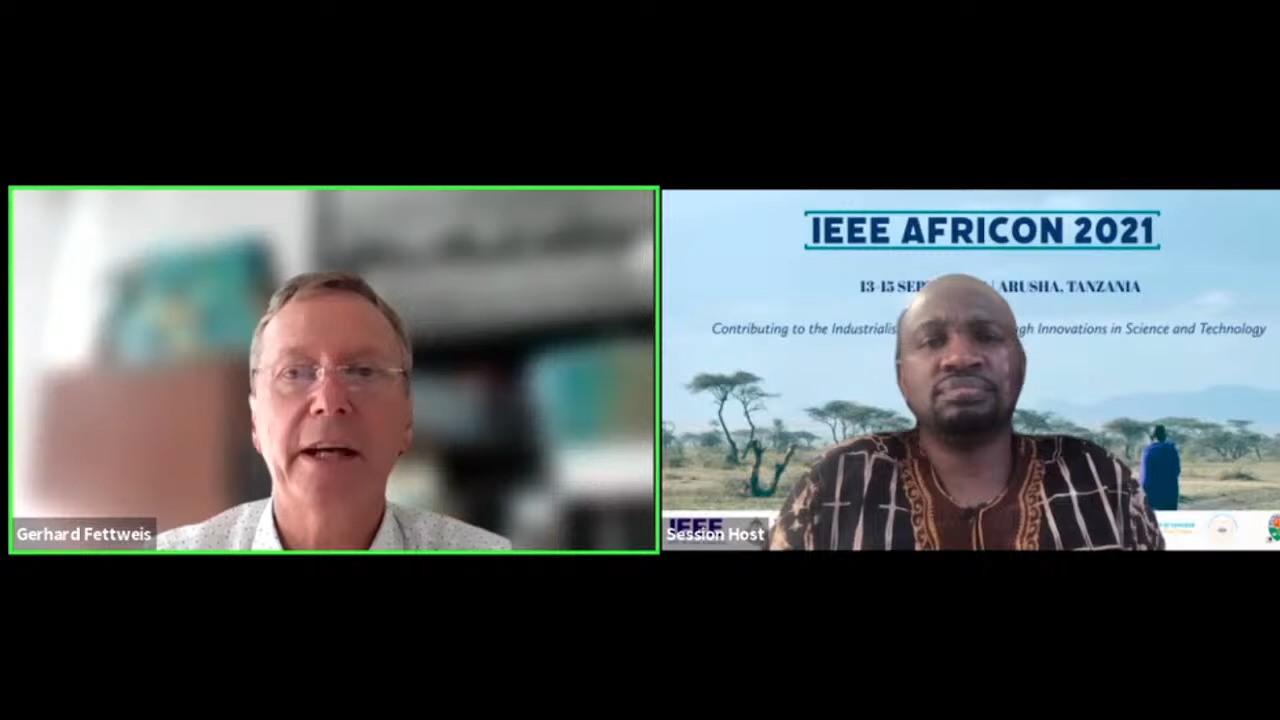 Gerhard Fettweis
IEEE AFRICON 2021
13-15 SEP ARUSHA, TANZANIA
Contributing to the Industrialis gh Innovations in Science and Technology
IEEE
Session Host